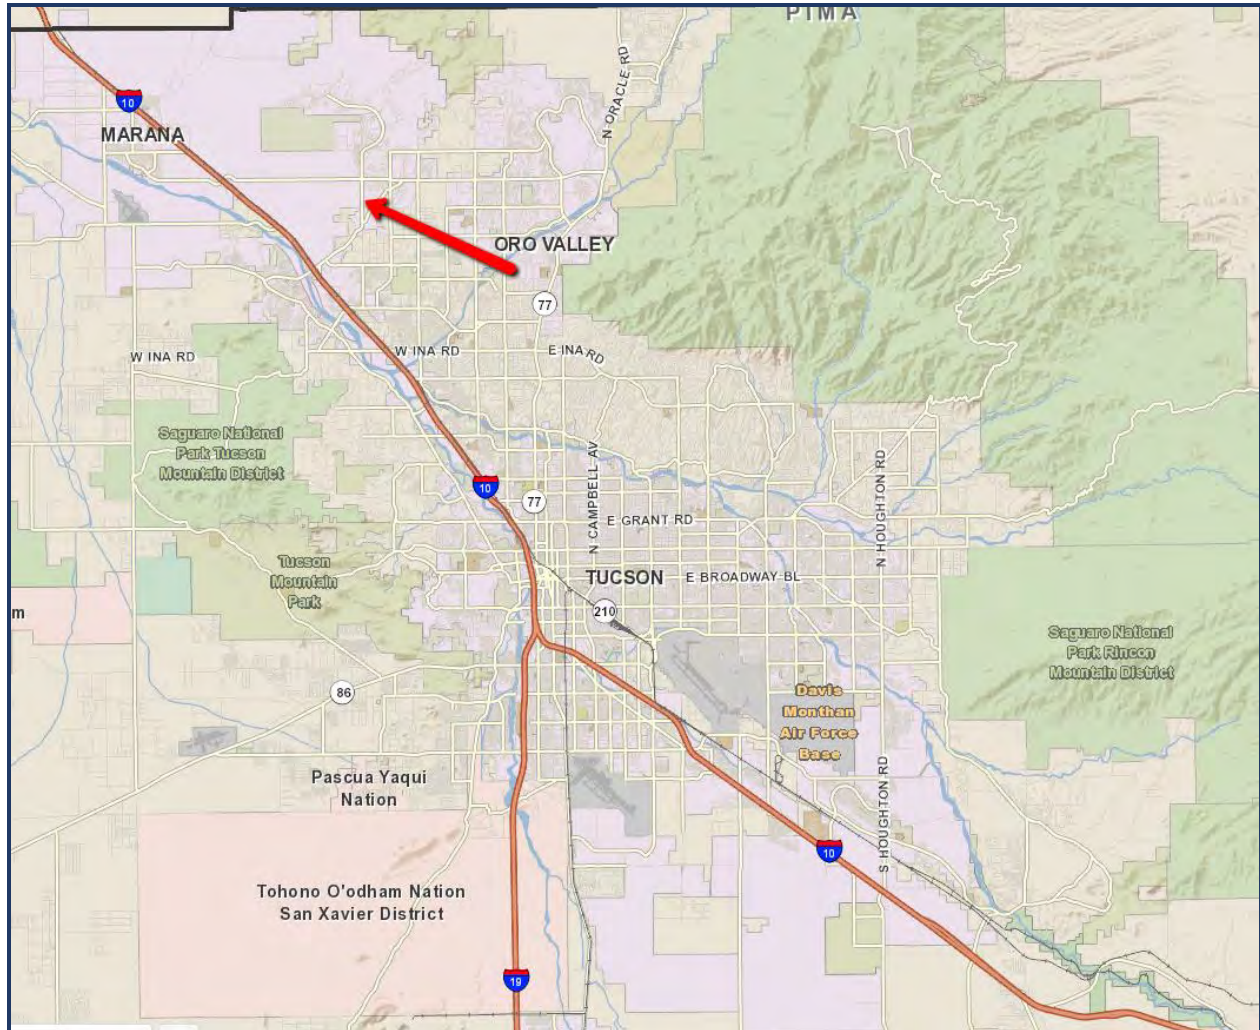 PIMA
N ORACLE RD
10
MARANA
ORO VALLEY
77
W INA RD
W INA RD
E INA RD
Saguaro National
Park Tucson
Mountain District
10
77
N CAMPBELL AV
E GRANT RD
N HOUGHTON RD
Tucson
Mountain
Park
TUCSON
E BROADWAY BL
m
210
Saguaro National
Park Rincon
Mountain District
86
Davis
Monthan
Air Force
Base
Pascua Yaqui
Nation
S HOUGHTON RD
10
Tohono O'odham Nation
San Xavier District
19